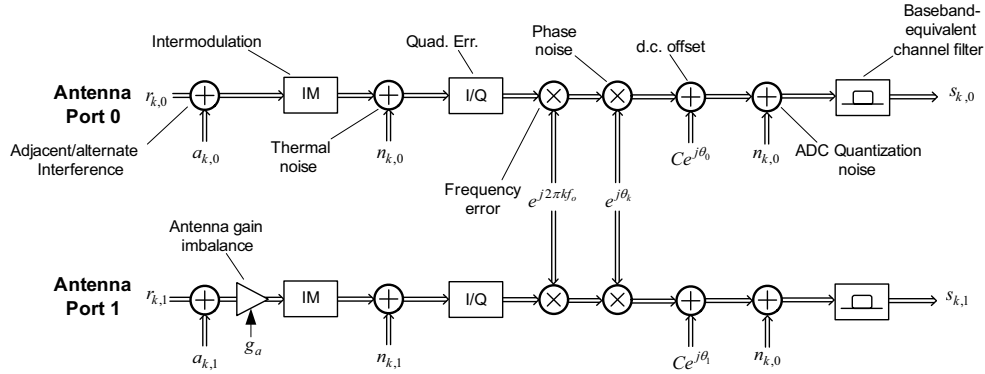 Baseband-
equivalent
channel filter
Phase
noise
d.c. offset
Intermodulation
Quad. Err.
Antenna
Port 0
r_{k,0}
IM
I/Q
s_{k,0}
Adjacent/alternate
Interference
a_{k,0}
Thermal
noise
n_{k,0}
Frequency
error
e^{j2πkf_o}
e^{jθ_k}
Ce^{jθ_0}
n_{k,0}
ADC Quantization
noise
Antenna gain
imbalance
Antenna
Port 1
r_{k,1}
IM
I/Q
s_{k,1}
a_{k,1}
g_a
n_{k,1}
Ce^{jθ_1}
n_{k,0}